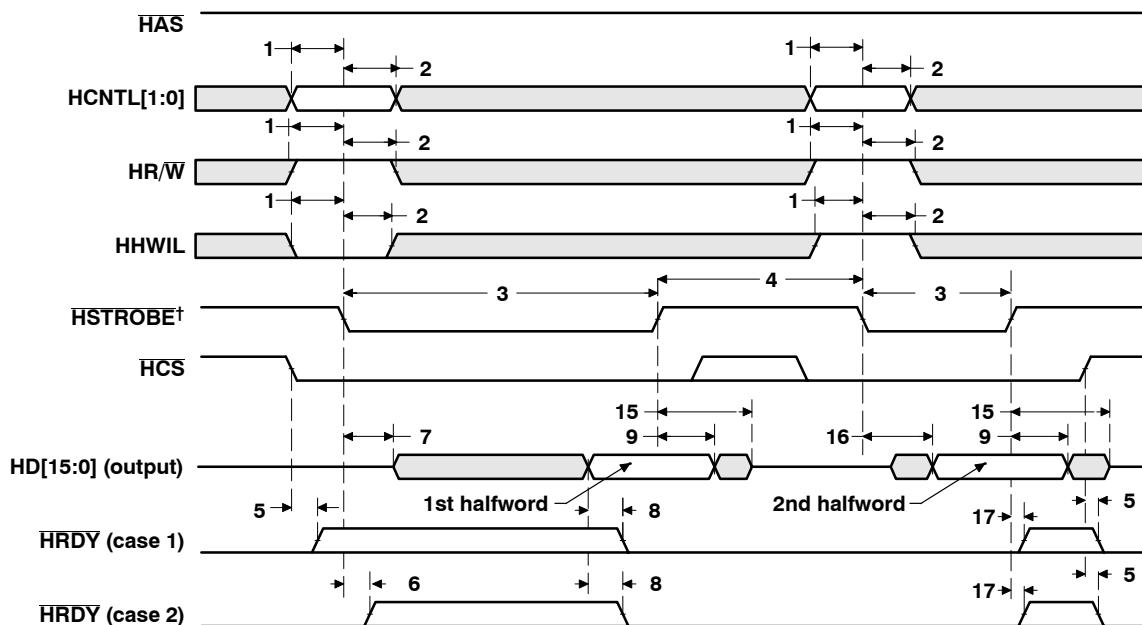 HAS
1 1
2 2
HCNTL[1:0]
1 1
2 2
HR/W
1 1
2 2
HHWIL
4
3 3
HSTROBE†
HCS
15 15
7 9 16 9
HD[15:0] (output)
1st halfword 2nd halfword
5 8 17 5
HRDY (case 1)
6 8 17 5
HRDY (case 2)